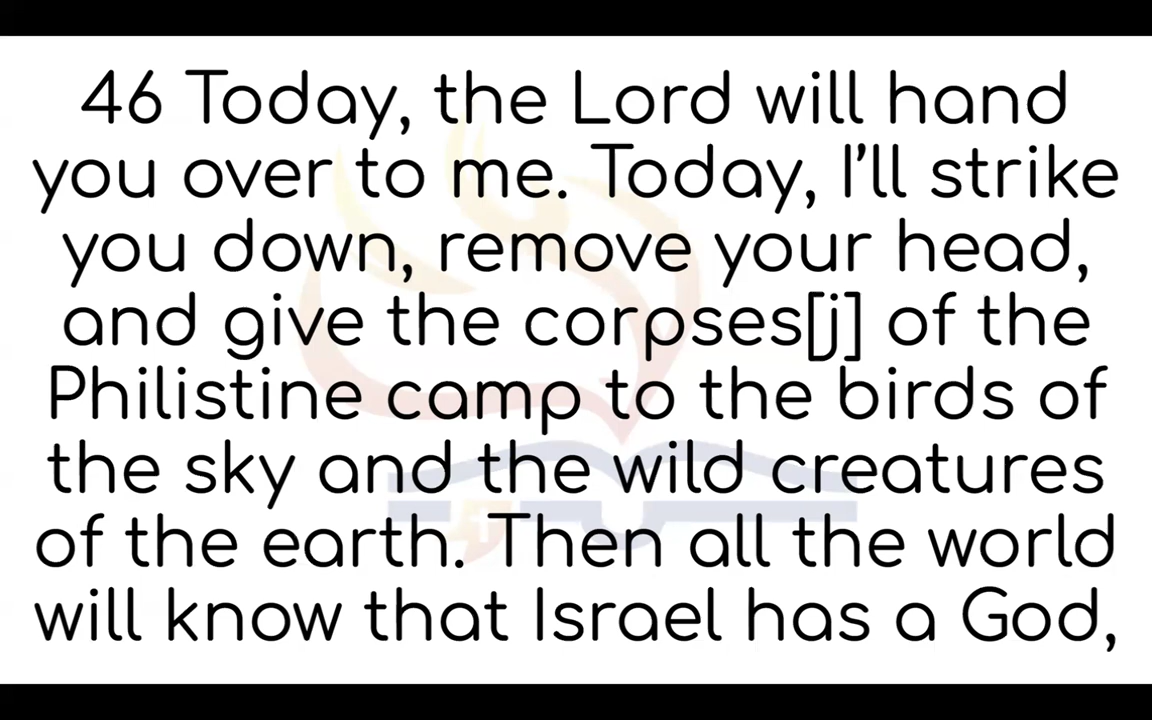 46 Today, the Lord will hand
you over to me. Today, I’ll strike
you down, remove your head,
and give the corpses[j] of the
Philistine camp to the birds of
the sky and the wild creatures
of the earth. Then all the world
will know that Israel has a God,